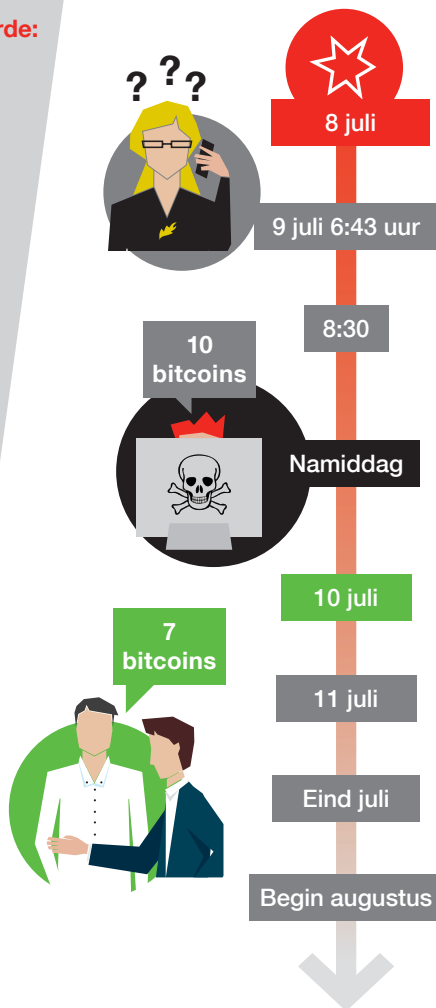 ? ? ?
8 juli
9 juli 6:43 uur
8:30
10
bitcoins
Namiddag
10 juli
7
bitcoins
11 juli
Eind juli
Begin augustus